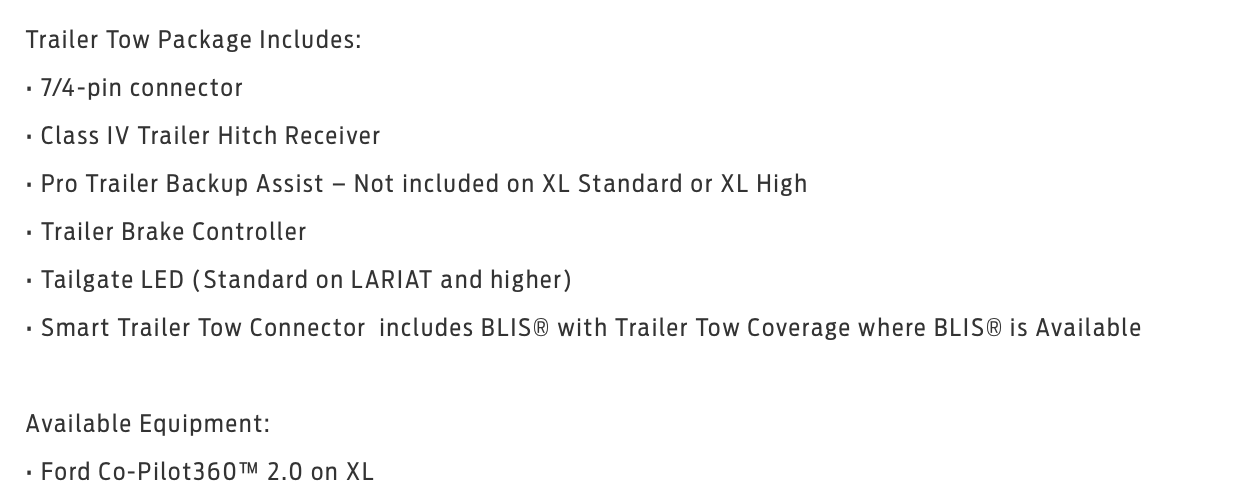 Trailer Tow Package Includes:
· 7/4-pin connector
· Class IV Trailer Hitch Receiver
· Pro Trailer Backup Assist – Not included on XL Standard or XL High
· Trailer Brake Controller
· Tailgate LED (Standard on LARIAT and higher)
· Smart Trailer Tow Connector  includes BLIS® with Trailer Tow Coverage where BLIS® is Available
Available Equipment:
· Ford Co-Pilot360™ 2.0 on XL